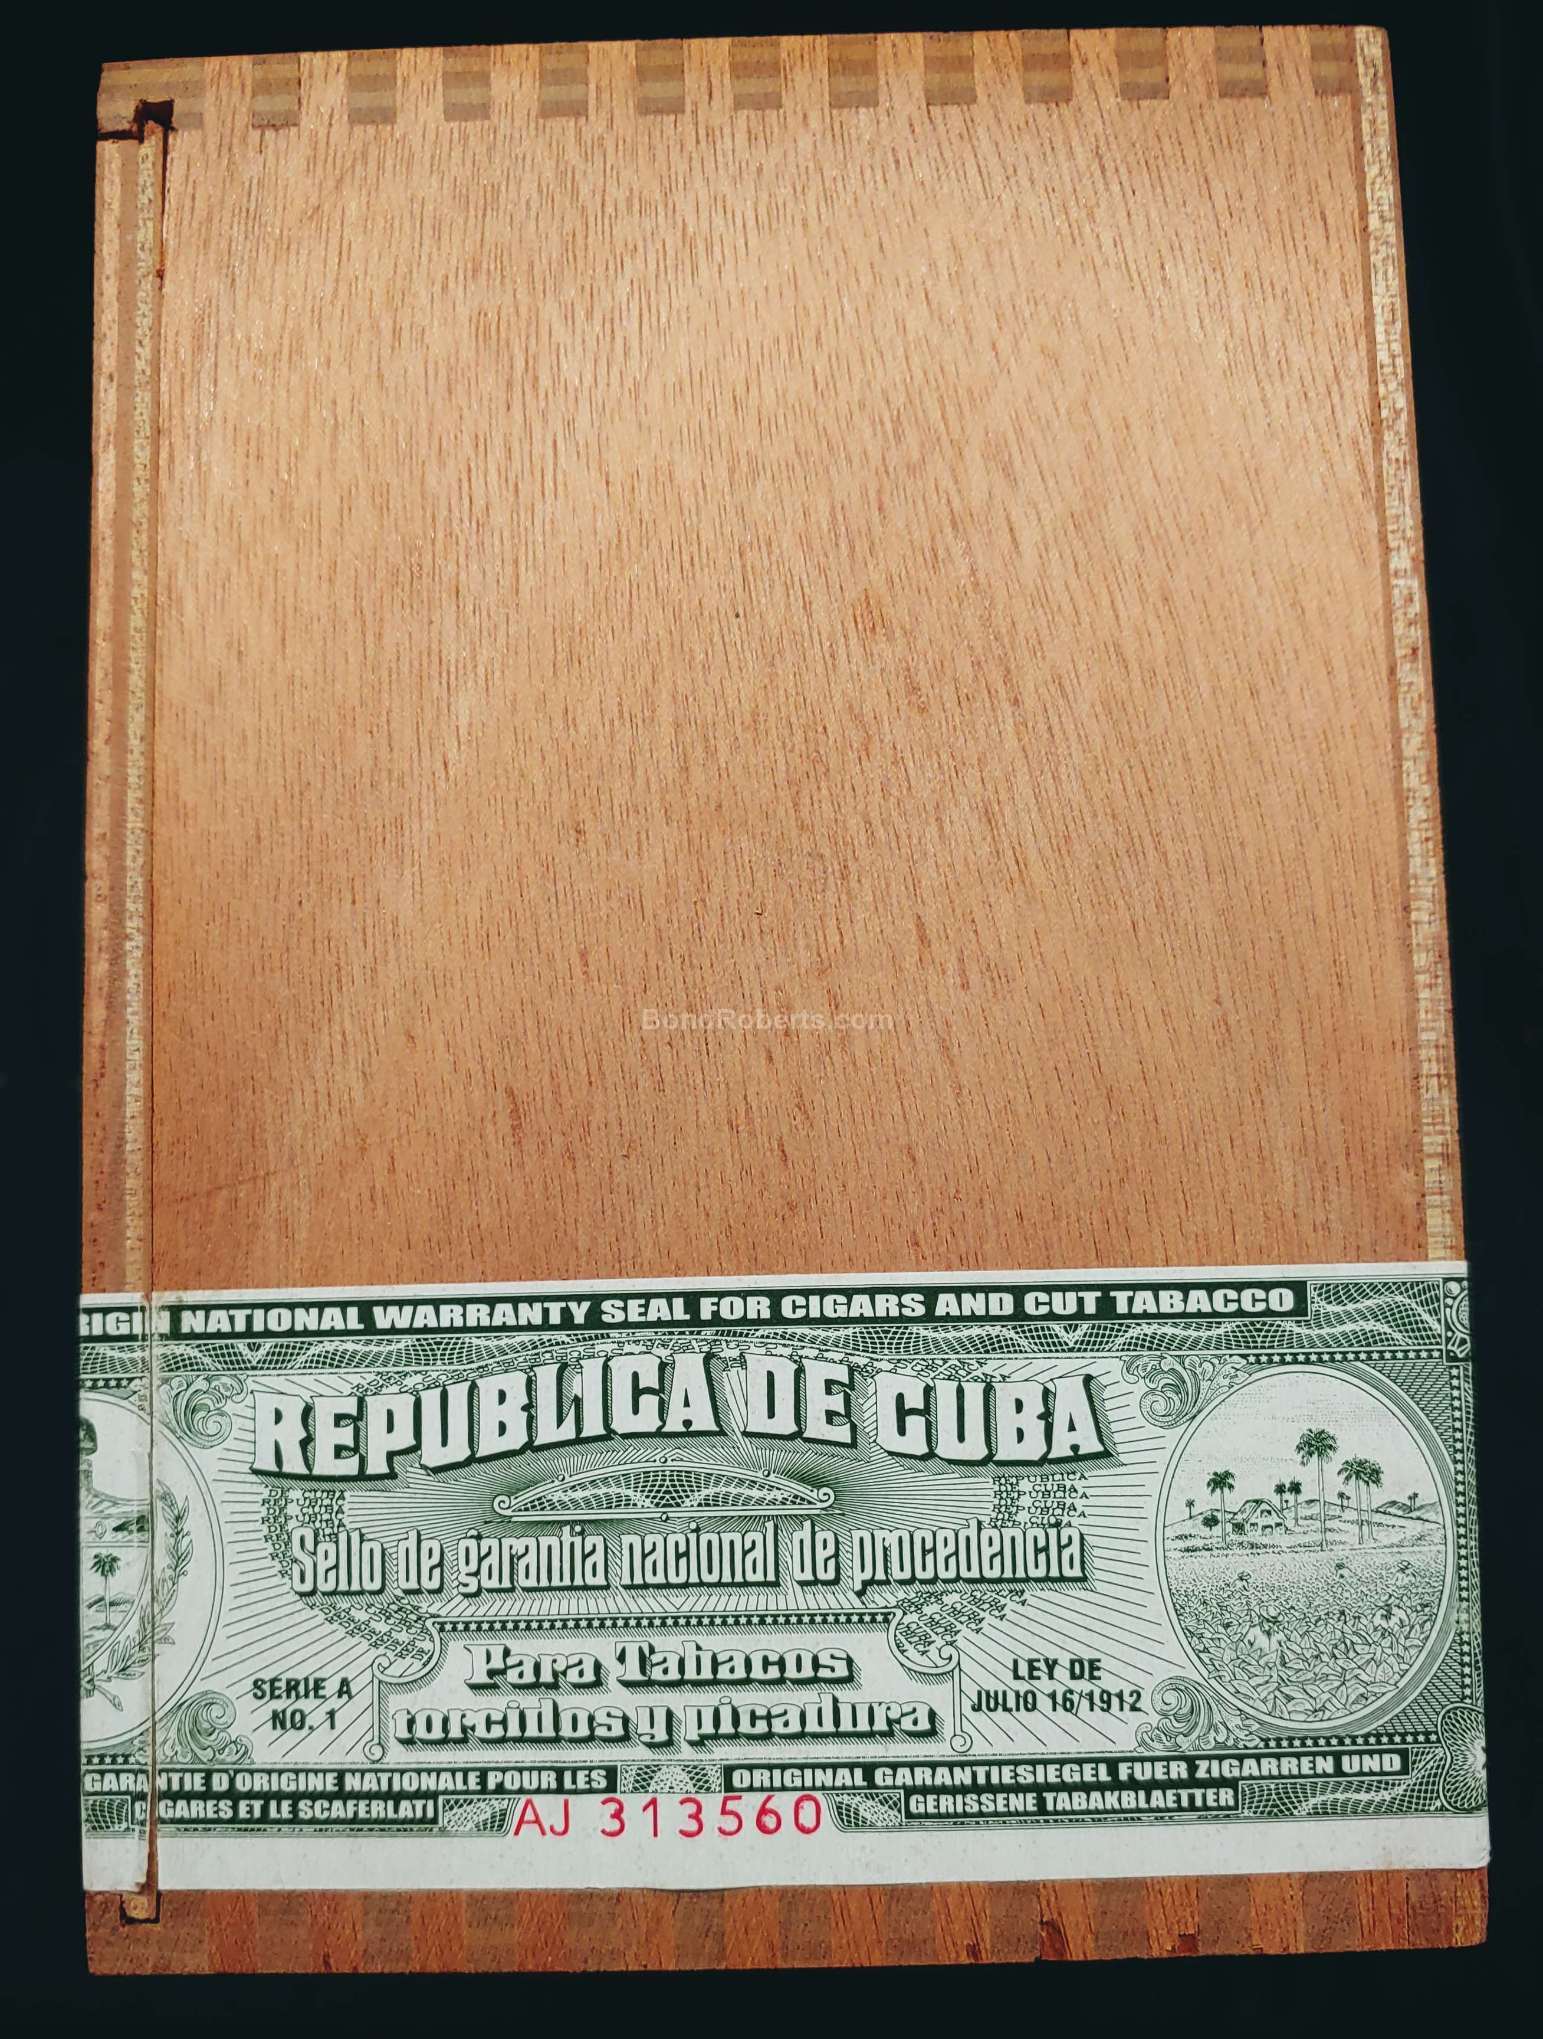 BondRoberts.com
RIGIN NATIONAL WARRANTY SEAL FOR CIGARS AND CUT TABACCO
REPUBLICA DE CUBA
Sello de garantia nacional de procedencia
Para Tabacos
torcidos y picadura
SERIE A
NO. 1
LEY DE
JULIO 16/1912
GARANTIE D'ORIGINE NATIONALE POUR LES
CIGARES ET LE SCAFERLATI
ORIGINAL GARANTIESIEGEL FUER ZIGARREN UND
GERISSENE TABAKBLAETTER
AJ 313560